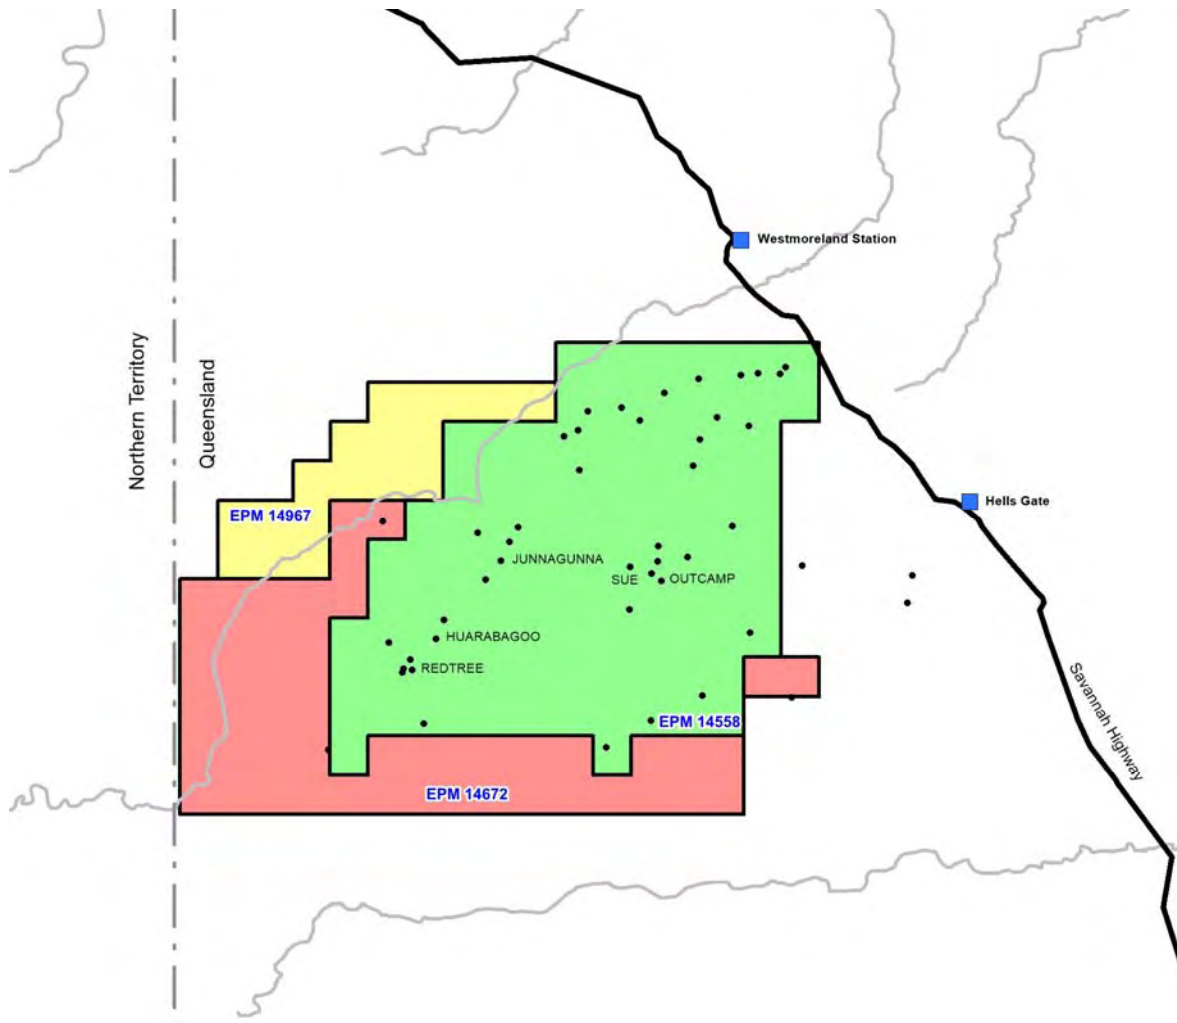 Westmoreland Station
Northern Territory
Queensland
Hells Gate
EPM 14967
JUNNAGUNNA
SUE
OUTCAMP
HUARABAGOO
REDTREE
EPM 14558
Savannah Highway
EPM 14672